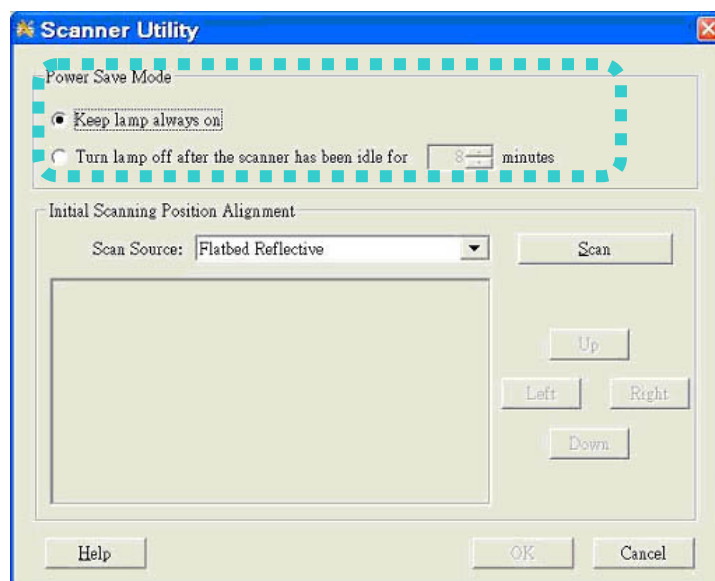 Scanner Utility
Power Save Mode
Keep lamp always on
Turn lamp off after the scanner has been idle for 8 minutes
Initial Scanning Position Alignment
Scan Source: Flatbed Reflective Scan
Up
Left Right
Down
Help OK Cancel